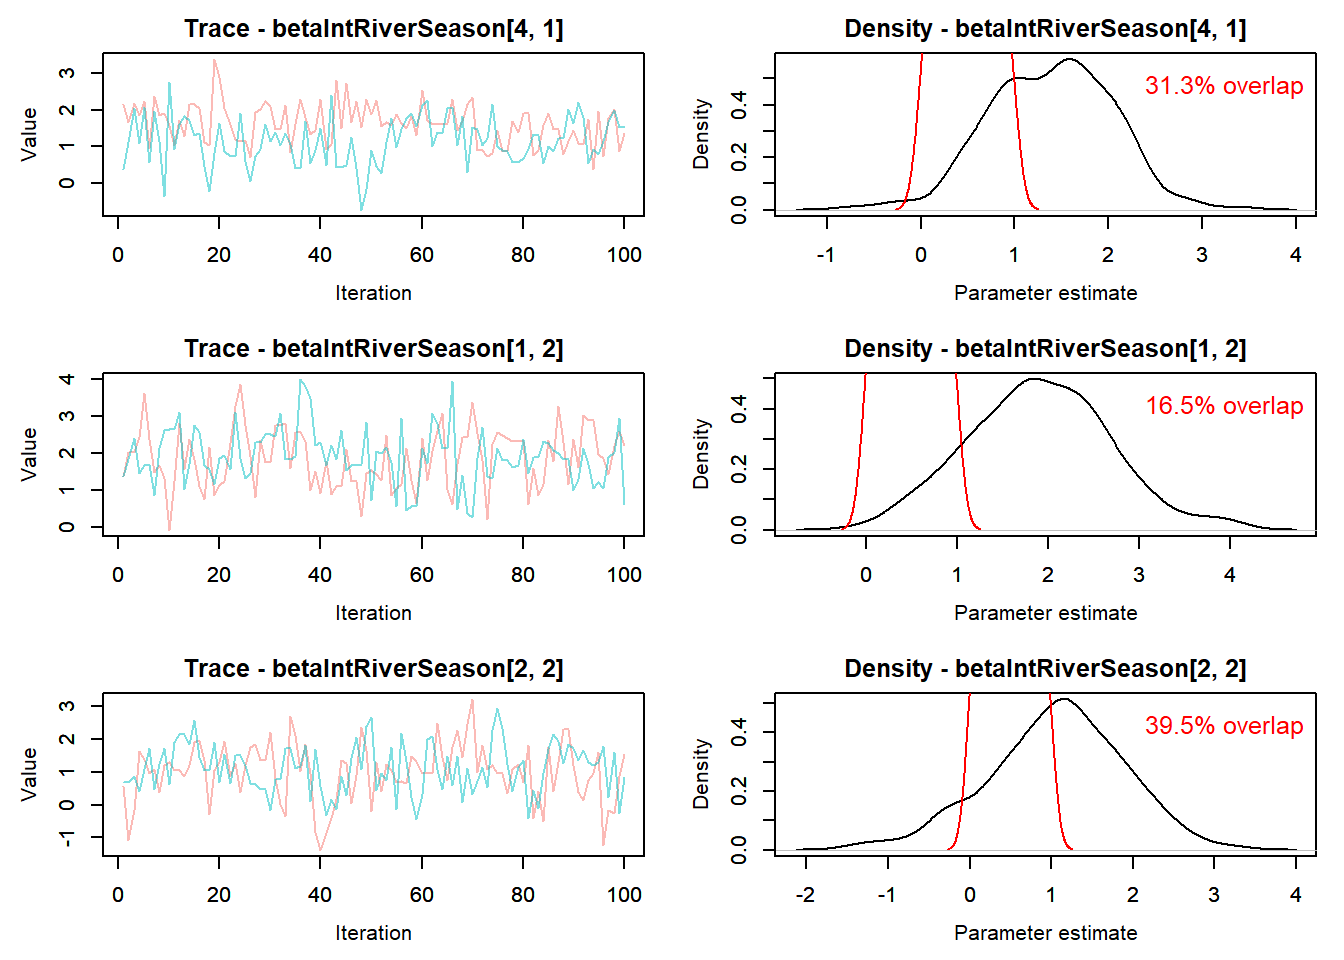 Trace - betaIntRiverSeason[4, 1]
Value
0 1 2 3
0 20 40 60 80 100
Iteration
Density - betaIntRiverSeason[4, 1]
31.3% overlap
Density
0.0 0.2 0.4
-1 0 1 2 3 4
Parameter estimate
Trace - betaIntRiverSeason[1, 2]
Value
0 1 2 3 4
0 20 40 60 80 100
Iteration
Density - betaIntRiverSeason[1, 2]
16.5% overlap
Density
0.0 0.2 0.4
0 1 2 3 4
Parameter estimate
Trace - betaIntRiverSeason[2, 2]
Value
-1 0 1 2 3
0 20 40 60 80 100
Iteration
Density - betaIntRiverSeason[2, 2]
39.5% overlap
Density
0.0 0.2 0.4
-2 -1 0 1 2 3 4
Parameter estimate